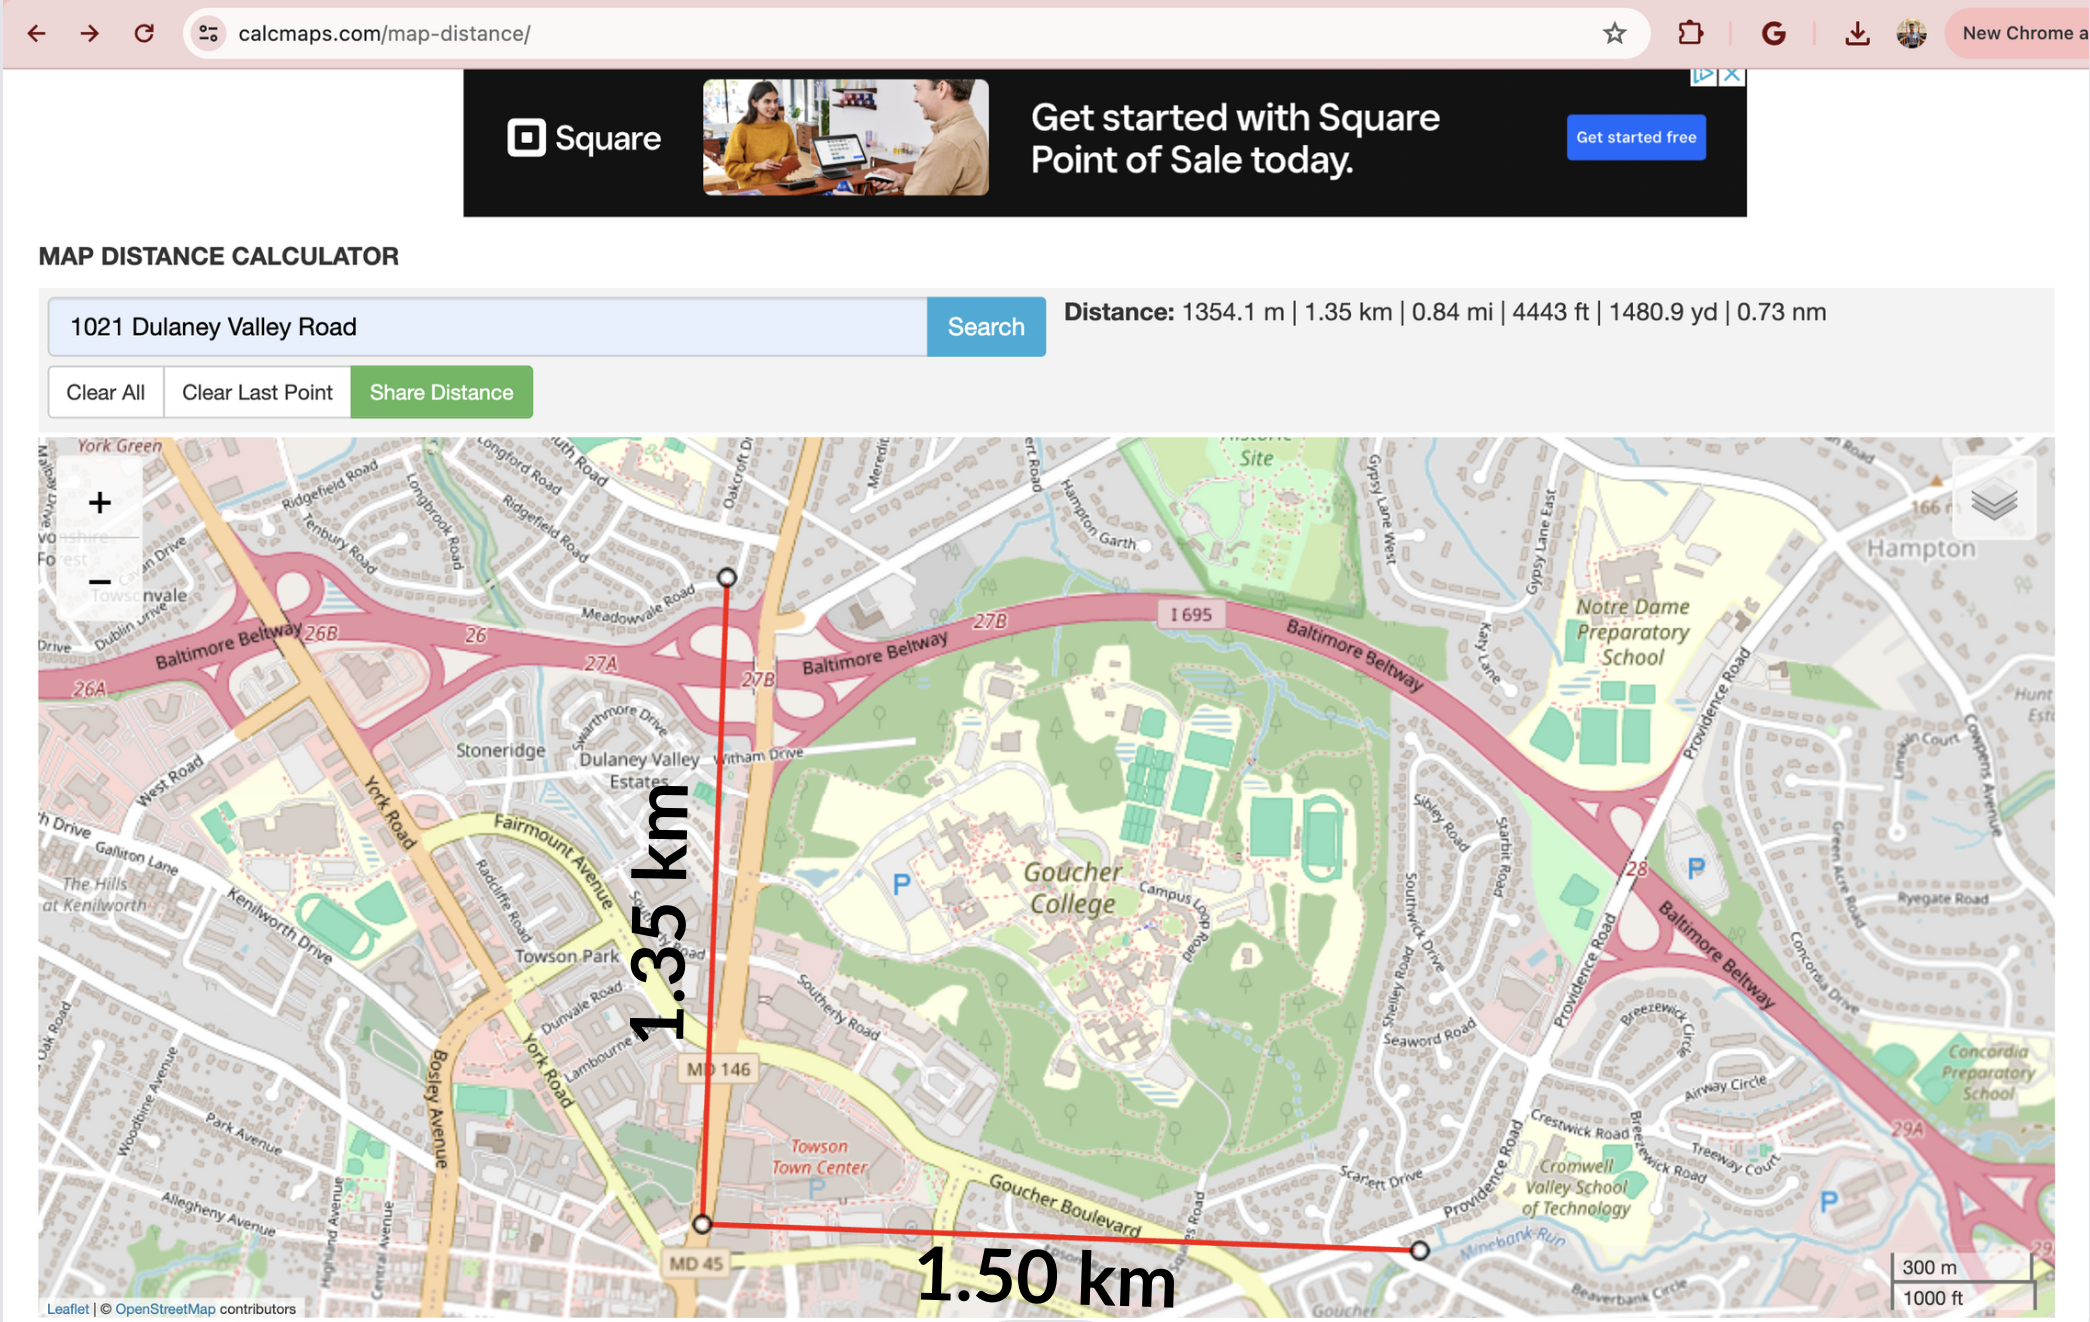 calcmaps.com/map-distance/
New Chrome a
Square
Get started with Square
Point of Sale today.
Get started free
MAP DISTANCE CALCULATOR
1021 Dulaney Valley Road
Search
Distance: 1354.1 m | 1.35 km | 0.84 mi | 4443 ft | 1480.9 yd | 0.73 nm
Clear All
Clear Last Point
Share Distance
York Green
Longford Road
Oakcroft Dr
Site
Ridgefield Road
Longbrook Road
Ridgefield Road
Tenbury Road
Hampton Garth
Gypsy Lane West
Gypsy Lane East
166
Hampton
+
−
Meadowvale Road
Dublin Drive
Drive
Baltimore Beltway
26B
26
27A
27B
27B
Baltimore Beltway
I 695
Baltimore Beltway
Katy Lane
Notre Dame
Preparatory
School
Providence Road
26A
Swarthmore Drive
Stoneridge
Dulaney Valley
Estates
Witham Drive
West Road
York Road
Fairmount Avenue
Limekiln Court
Cowpens Avenue
Sibley Road
Starbit Road
Galliton Lane
The Hills
at Kenilworth
Kenilworth Drive
Radcliffe Road
1.35 km
P
Goucher
College
Campus Loop Road
Southwick Drive
28
P
Baltimore Beltway
Green Acre Road
Ryegate Road
Towson Park
Providence Road
Concordia Drive
Dunvale Road
Southerly Road
Shelley Road
Seaword Road
Breezewick Circle
Oak Road
Lambourne
York Road
Bosley Avenue
MD 146
Concordia
Preparatory
School
Airway Circle
Woodbine Avenue
Park Avenue
Crestwick Road
Breezewick Road
Treeway Court
29A
Towson
Town Center
P
Scarlett Drive
Providence Road
Cromwell
Valley School
of Technology
P
Goucher Boulevard
Allegheny Avenue
Highland Avenue
Central Avenue
MD 45
1.50 km
Minebank Run
Beaverbank Circle
Goucher
300 m
1000 ft
Leaflet | © OpenStreetMap contributors